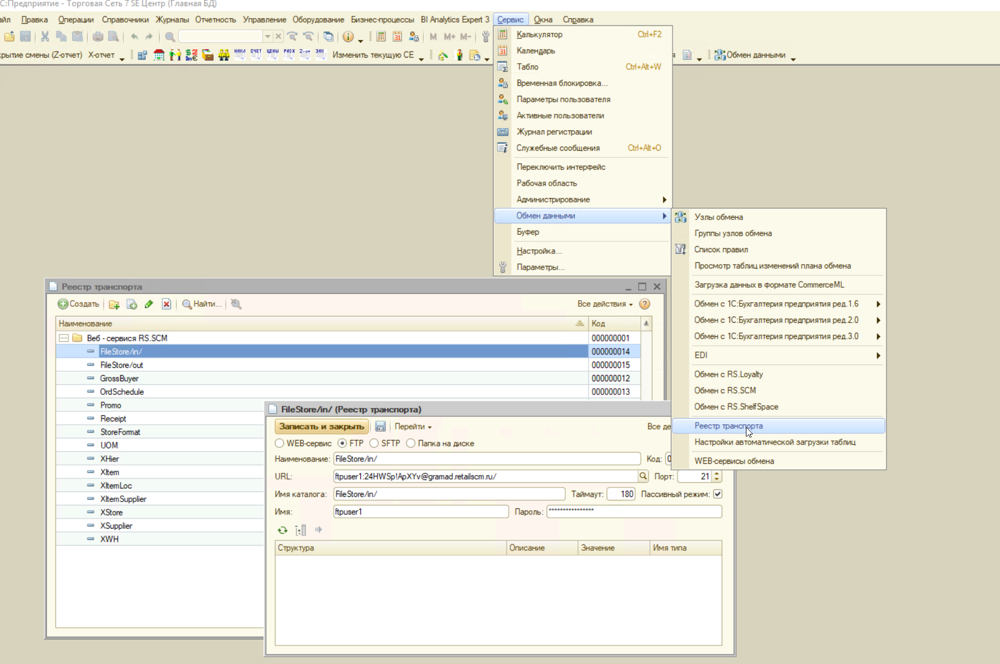 С:Предприятие - Торговая Сеть 7 SE Центр (Главная БД)
айл Правка Операции Справочники Журналы Отчетность Управление Оборудование Бизнес-процессы BI Analytics Expert 3 Сервис Окна Справка
M M+ M-
крытие смены (Z-отчет) X-отчет НАКЛ СЧЕТ ЦЕНЫ РАСХ Z-от ЗАК Изменить текущую СЕ я Обмен данными
Калькулятор Ctrl+F2
Календарь
Табло Ctrl+Alt+W
Временная блокировка...
Параметры пользователя
Активные пользователи
Журнал регистрации
Служебные сообщения Ctrl+Alt+O
Переключить интерфейс
Рабочая область
Администрирование
Обмен данными
Буфер
Настройка...
Параметры...
Узлы обмена
Группы узлов обмена
Список правил
Просмотр таблиц изменений плана обмена
Загрузка данных в формате CommerceML
Обмен с 1С:Бухгалтерия предприятия ред.1.6
Обмен с 1С:Бухгалтерия предприятия ред.2.0
Обмен с 1С:Бухгалтерия предприятия ред.3.0
EDI
Обмен с RS.Loyalty
Обмен с RS.SCM
Обмен с RS.ShelfSpace
Реестр транспорта
Настройки автоматической загрузки таблиц
WEB-сервисы обмена
Реестр транспорта
Создать Найти... Все действия
Наименование Код
Веб - сервися RS.SCM 000000001
FileStore/in/ 000000014
FileStore/out 000000015
GrossBuyer 000000012
OrdSchedule 000000013
Promo
Receipt
StoreFormat
UOM
XHier
XItem
XItemLoc
XItemSupplier
XStore
XSupplier
XWH
FileStore/in/ (Реестр транспорта)
Записать и закрыть Перейти Все де
WEB-сервис FTP SFTP Папка на диске
Наименование: FileStore/in/ Код: 0
URL: ftpuser1:24HWSp!ApXYv@gramad.retailscm.ru/ Порт: 21
Имя каталога: FileStore/in/ Таймаут: 180 Пассивный режим:
Имя: ftpuser1 Пароль: ****************
Структура Описание Значение Имя типа